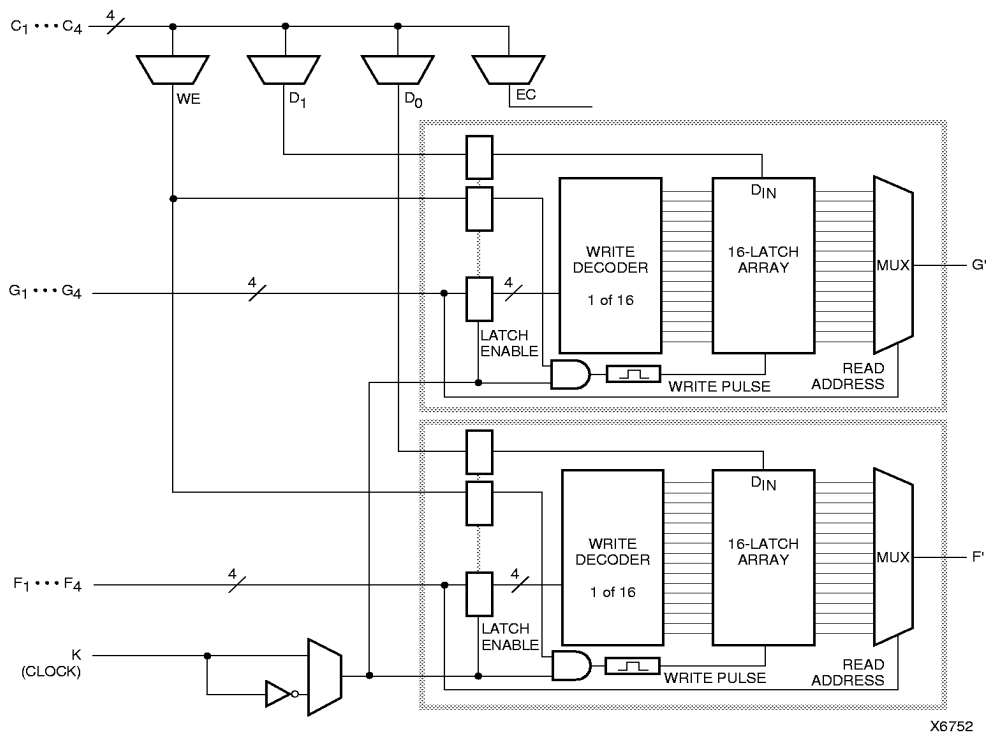 C1 ••• C4
4
WE
D1
D0
EC
DIN
WRITE
DECODER
1 of 16
16-LATCH
ARRAY
MUX
G'
G1 ••• G4
4
4
LATCH
ENABLE
WRITE PULSE
READ
ADDRESS
DIN
WRITE
DECODER
1 of 16
16-LATCH
ARRAY
MUX
F'
F1 ••• F4
4
4
LATCH
ENABLE
WRITE PULSE
READ
ADDRESS
K
(CLOCK)
X6752